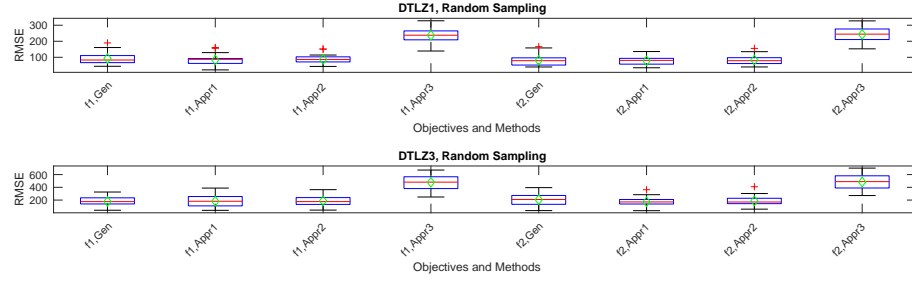 DTLZ1, Random Sampling
RMSE
300
200
100
f1,Gen
f1,Appr1
f1,Appr2
f1,Appr3
f2,Gen
f2,Appr1
f2,Appr2
f2,Appr3
Objectives and Methods
DTLZ3, Random Sampling
RMSE
600
400
200
f1,Gen
f1,Appr1
f1,Appr2
f1,Appr3
f2,Gen
f2,Appr1
f2,Appr2
f2,Appr3
Objectives and Methods